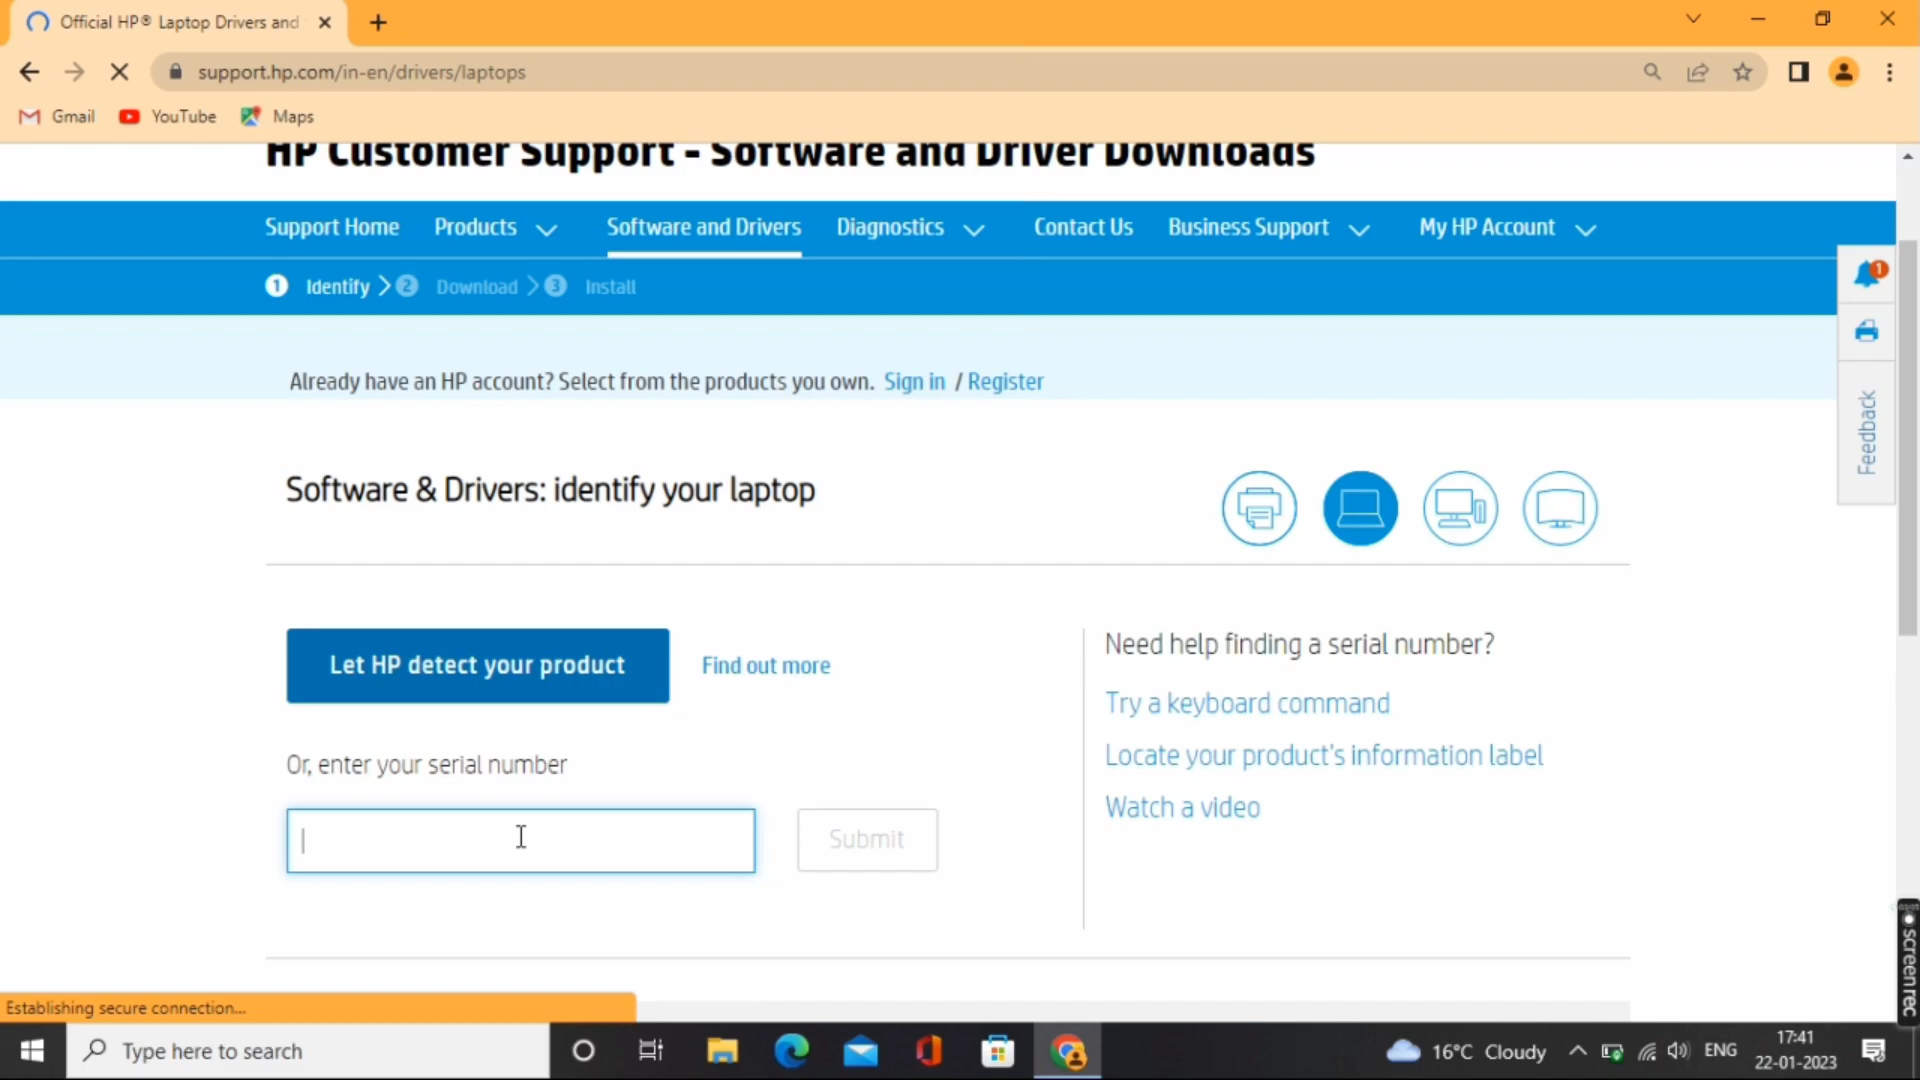 Official HP® Laptop Drivers and
support.hp.com/in-en/drivers/laptops
Gmail YouTube Maps
HP Customer Support - Software and Driver Downloads
Support Home Products Software and Drivers Diagnostics Contact Us Business Support My HP Account
1 Identify 2 Download 3 Install
1
Already have an HP account? Select from the products you own. Sign in / Register
Feedback
Software & Drivers: identify your laptop
Let HP detect your product Find out more
Need help finding a serial number?
Try a keyboard command
Locate your product's information label
Watch a video
Or, enter your serial number
Submit
screen rec
Establishing secure connection...
Type here to search
16°C Cloudy ENG 17:41
22-01-2023